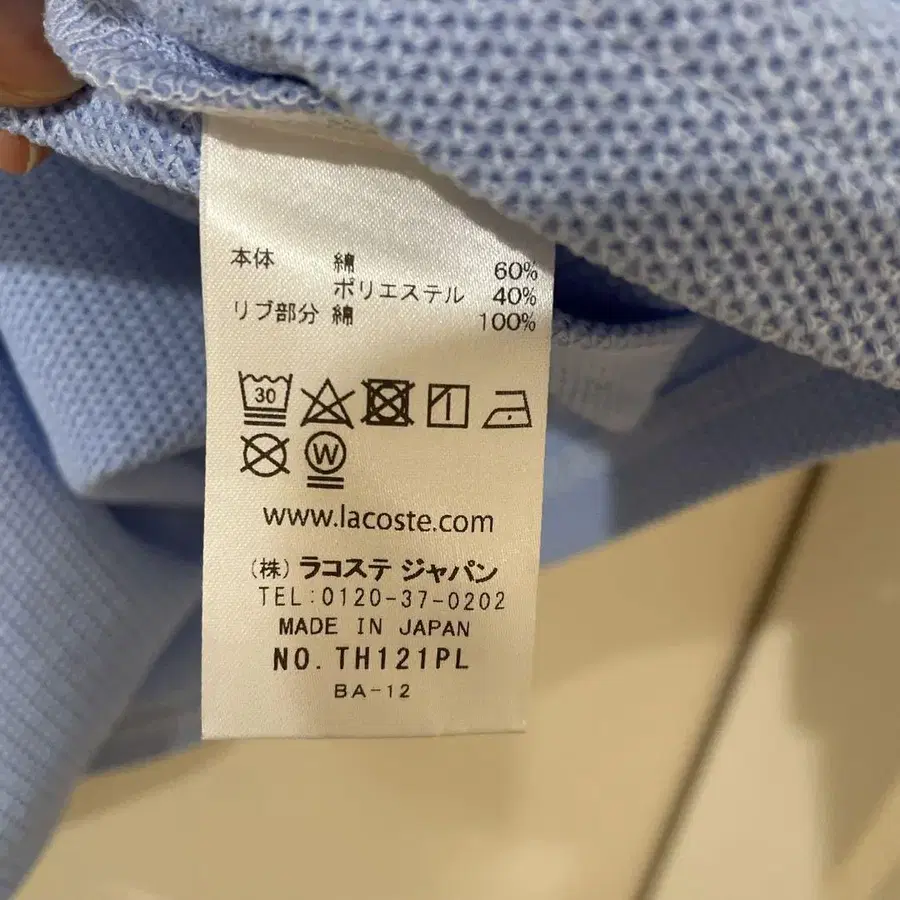 本体 綿 60%
ポリエステル 40%
リブ部分 綿 100%
30
W
www.lacoste.com
(株) ラコステ ジャパン
TEL:0120-37-0202
MADE IN JAPAN
NO. TH121PL
BA-12